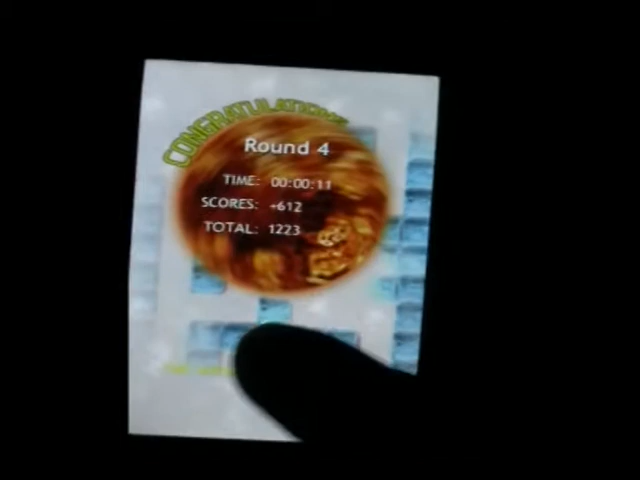 CONGRATULATIONS
Round 4
TIME: 00:00:11
SCORES: +612
TOTAL: 1223